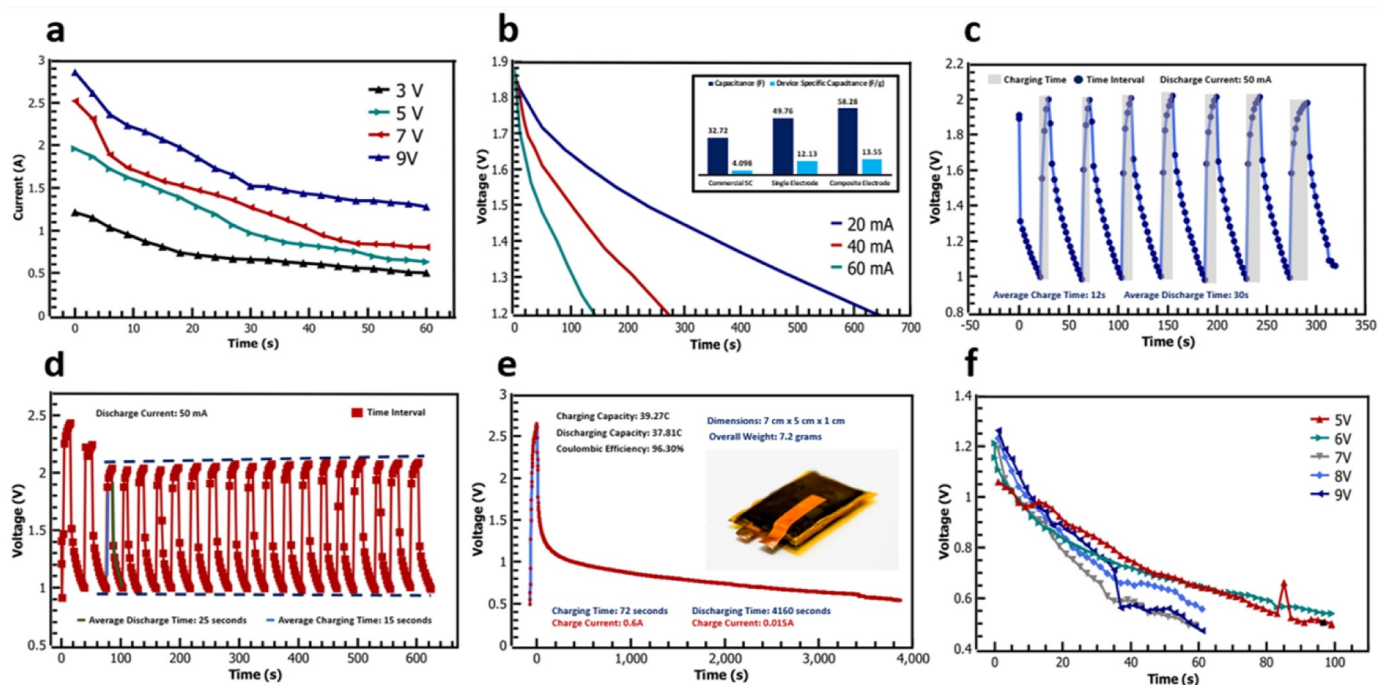 a
3
2.5
2
1.5
1
0.5
0
0
10
20
30
40
50
60
Current (A)
Time (s)
3 V
5 V
7 V
9V
b
1.9
1.8
1.7
1.6
1.5
1.4
1.3
1.2
0
100
200
300
400
500
600
700
Voltage (V)
Time (s)
Capacitance (F)
Device Specific Capacitance (F/g)
32.72
4.098
49.76
12.13
58.28
13.55
Commercial SC
Single Electrode
Composite Electrode
20 mA
40 mA
60 mA
c
2.2
2.0
1.8
1.6
1.4
1.2
1.0
0.8
-50
0
50
100
150
200
250
300
350
Voltage (V)
Time (s)
Charging Time
Time Interval
Discharge Current: 50 mA
Average Charge Time: 12s
Average Discharge Time: 30s
d
2.5
2
1.5
1
0.5
0
100
200
300
400
500
600
Voltage (V)
Time (s)
Discharge Current: 50 mA
Time Interval
Average Discharge Time: 25 seconds
Average Charging Time: 15 seconds
e
3
2.5
2
1.5
1
0.5
0
0
1,000
2,000
3,000
4,000
Voltage (V)
Time (s)
Charging Capacity: 39.27C
Discharging Capacity: 37.81C
Coulombic Efficiency: 96.30%
Dimensions: 7 cm x 5 cm x 1 cm
Overall Weight: 7.2 grams
Charging Time: 72 seconds
Charge Current: 0.6A
Discharging Time: 4160 seconds
Charge Current: 0.015A
f
1.4
1.2
1
0.8
0.6
0.4
0
20
40
60
80
100
Voltage (V)
Time (s)
5V
6V
7V
8V
9V